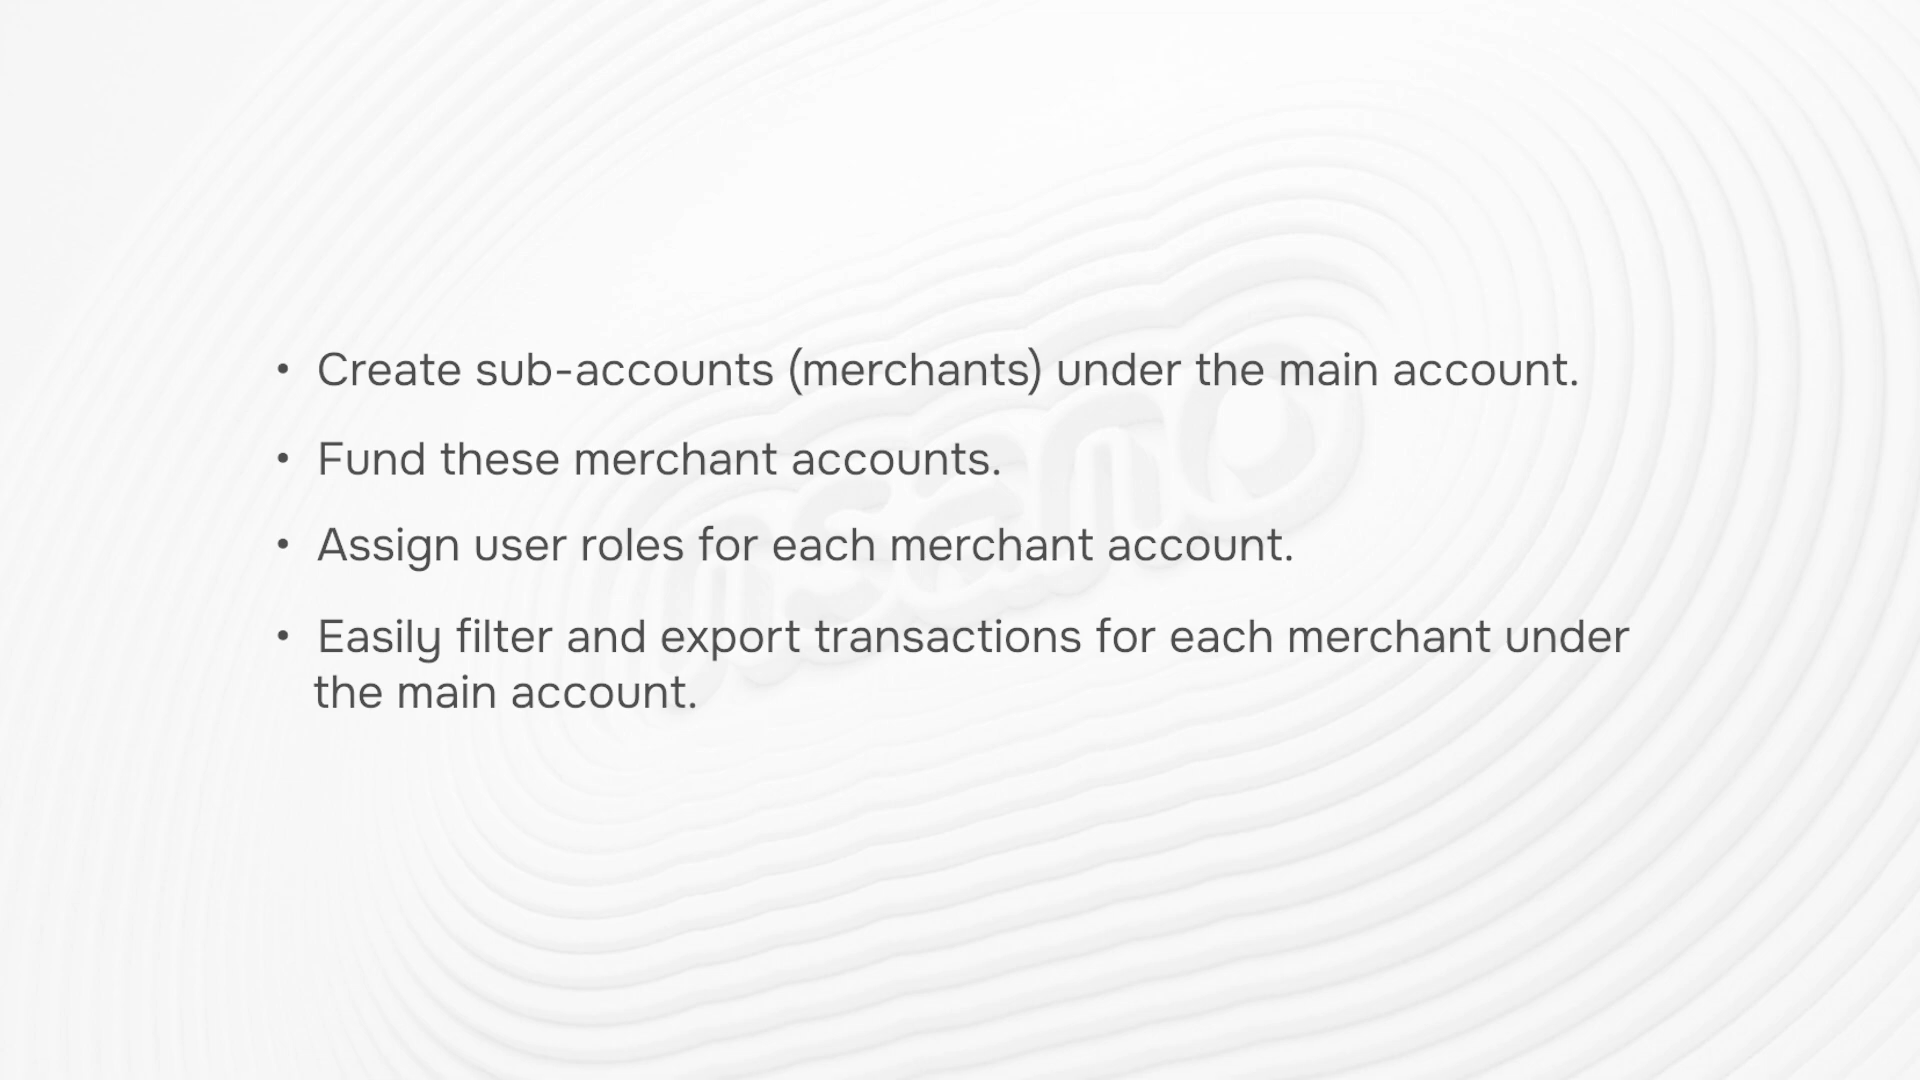 • Create sub-accounts (merchants) under the main account.
• Fund these merchant accounts.
• Assign user roles for each merchant account.
• Easily filter and export transactions for each merchant under
the main account.
nsano